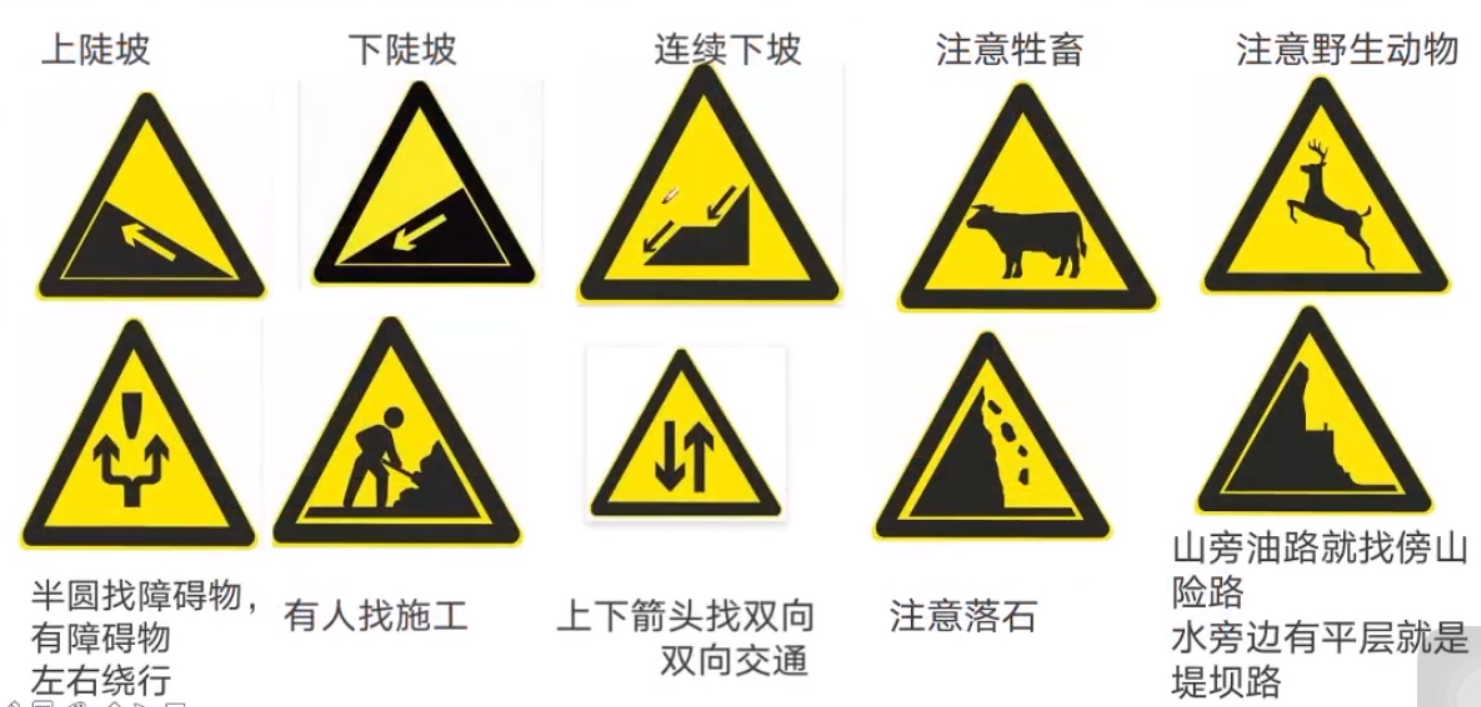 上陡坡
下陡坡
连续下坡
注意牲畜
注意野生动物
半圆找障碍物，
有障碍物
左右绕行
有人找施工
上下箭头找双向
双向交通
注意落石
山旁油路就找傍山
险路
水旁边有平层就是
堤坝路